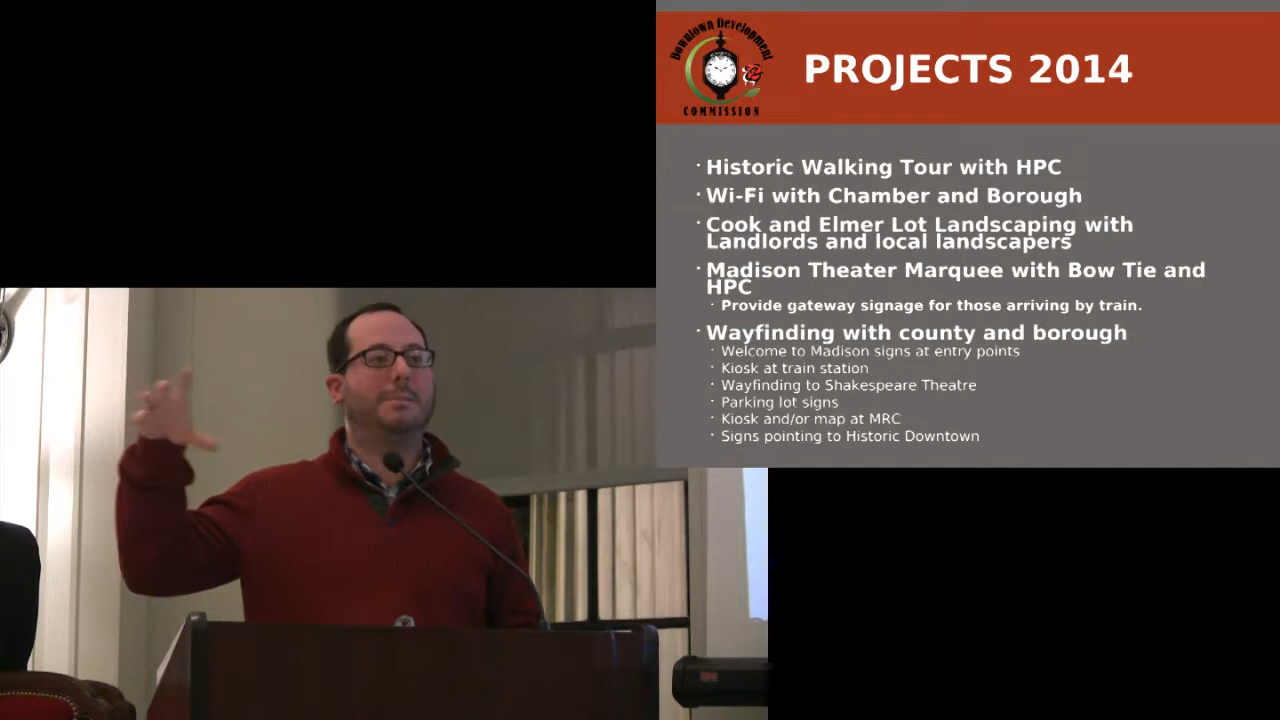 Downtown Development
COMMISSION
PROJECTS 2014
· Historic Walking Tour with HPC
· Wi-Fi with Chamber and Borough
· Cook and Elmer Lot Landscaping with
Landlords and local landscapers
· Madison Theater Marquee with Bow Tie and
HPC
· Provide gateway signage for those arriving by train.
· Wayfinding with county and borough
· Welcome to Madison signs at entry points
· Kiosk at train station
· Wayfinding to Shakespeare Theatre
· Parking lot signs
· Kiosk and/or map at MRC
· Signs pointing to Historic Downtown